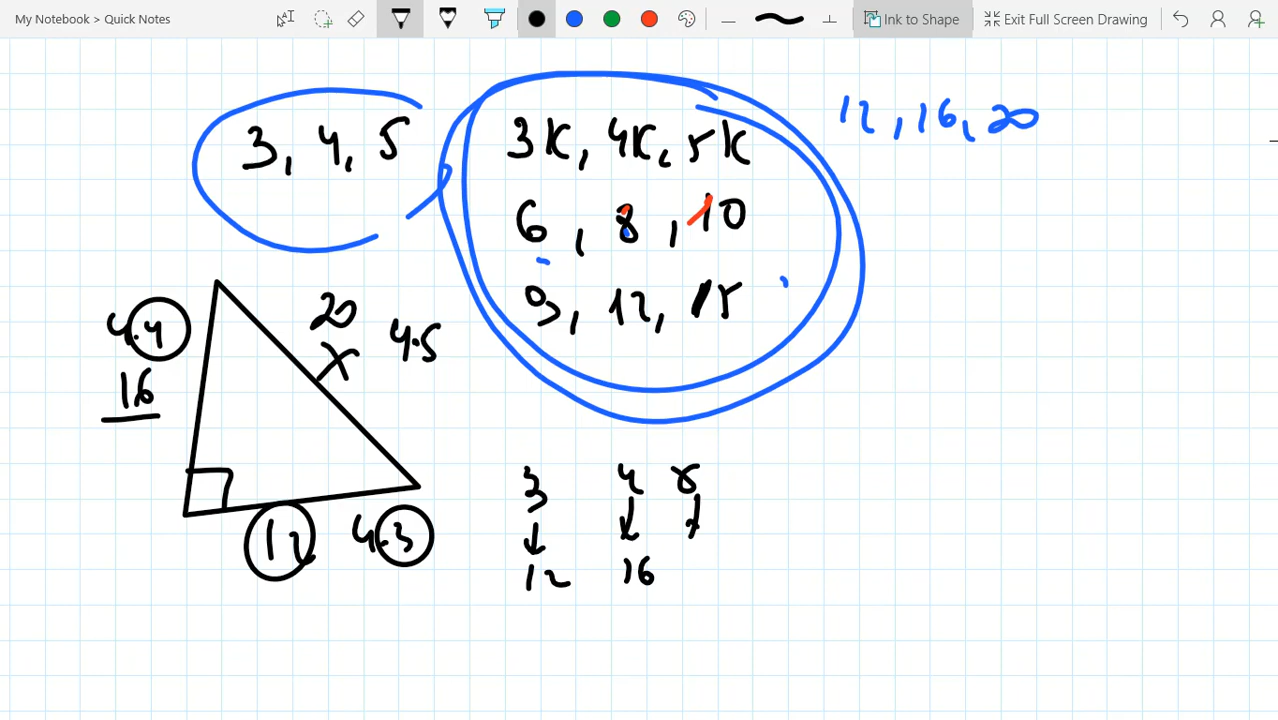 My Notebook > Quick Notes
Ink to Shape
Exit Full Screen Drawing
3, 4, 5
3K, 4K, 5K
12, 16, 20
6, 8, 10
9, 12, 15
4.4
16
20
x
4.5
12
4.3
3 4 5
12 16